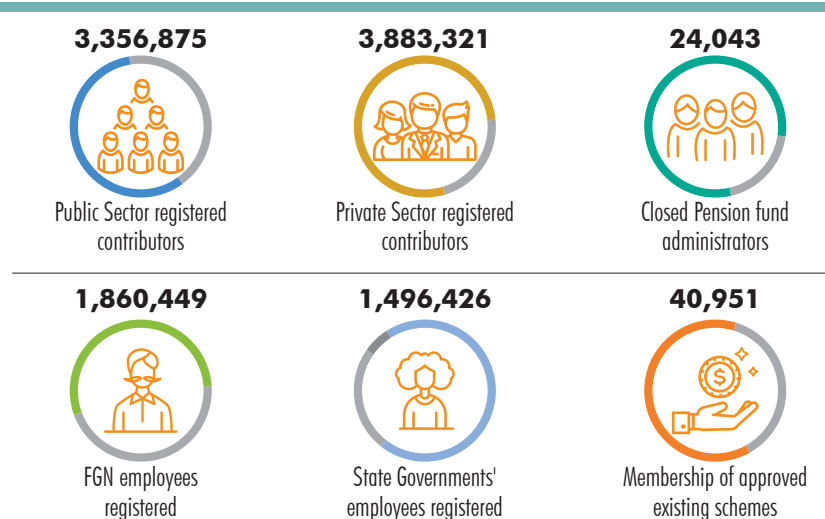 3,356,875
Public Sector registered
contributors
3,883,321
Private Sector registered
contributors
24,043
Closed Pension fund
administrators
1,860,449
FGN employees
registered
1,496,426
State Governments'
employees registered
40,951
$
Membership of approved
existing schemes